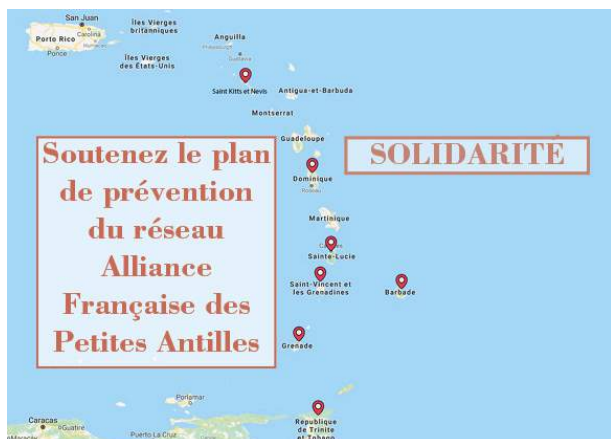 San Juan
Carolina
Porto Rico
Ponce
Îles Vierges
britanniques
Îles Vierges
des États-Unis
Anguilla
Saint Kitts et Nevis
Antigua-et-Barbuda
Montserrat
Guadeloupe
Soutenez le plan
de prévention
du réseau
Alliance
Française des
Petites Antilles
SOLIDARITÉ
Dominique
Roseau
Martinique
Castries
Sainte-Lucie
Saint-Vincent et
les Grenadines
Barbade
Grenade
Porlamar
Caracas
Guatire
Puerto La Cruz
République
de Trinité
et Tobago